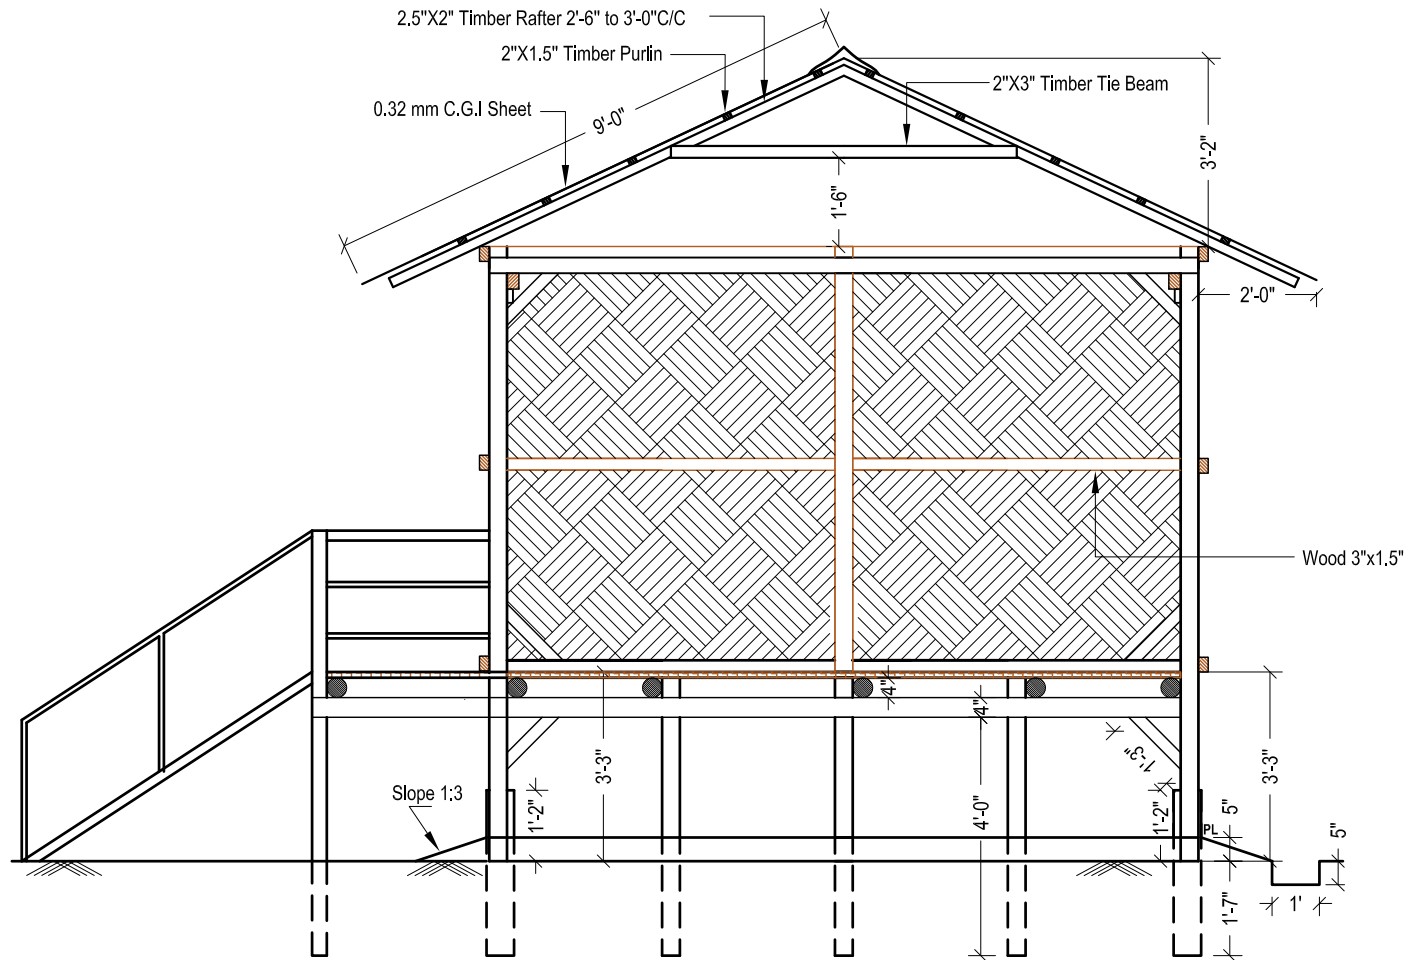 2.5"X2" Timber Rafter 2'-6" to 3'-0"C/C
2"X1.5" Timber Purlin
2"X3" Timber Tie Beam
0.32 mm C.G.I Sheet
9'-0"
3'-2"
1'-6"
2'-0"
Wood 3"x1.5"
4"
4"
1'-3"
3'-3"
3'-3"
Slope 1:3
1'-2"
4'-0"
1'-2"
PL
5"
5"
1'-7"
1'